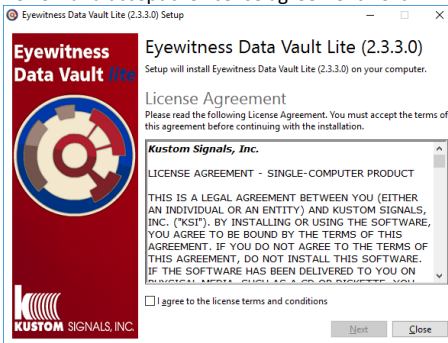 Eyewitness Data Vault Lite (2.3.3.0) Setup
Eyewitness
Data Vault lite
Eyewitness Data Vault Lite (2.3.3.0)
Setup will install Eyewitness Data Vault Lite (2.3.3.0) on your computer.
License Agreement
Please read the following License Agreement. You must accept the terms of
this agreement before continuing with the installation.
Kustom Signals, Inc.
LICENSE AGREEMENT - SINGLE-COMPUTER PRODUCT
THIS IS A LEGAL AGREEMENT BETWEEN YOU (EITHER
AN INDIVIDUAL OR AN ENTITY) AND KUSTOM SIGNALS,
INC. ("KSI"). BY INSTALLING OR USING THE SOFTWARE,
YOU AGREE TO BE BOUND BY THE TERMS OF THIS
AGREEMENT. IF YOU DO NOT AGREE TO THE TERMS OF
THIS AGREEMENT, DO NOT INSTALL THIS SOFTWARE.
IF THE SOFTWARE HAS BEEN DELIVERED TO YOU ON
I agree to the license terms and conditions
KUSTOM SIGNALS, INC.
Next
Close